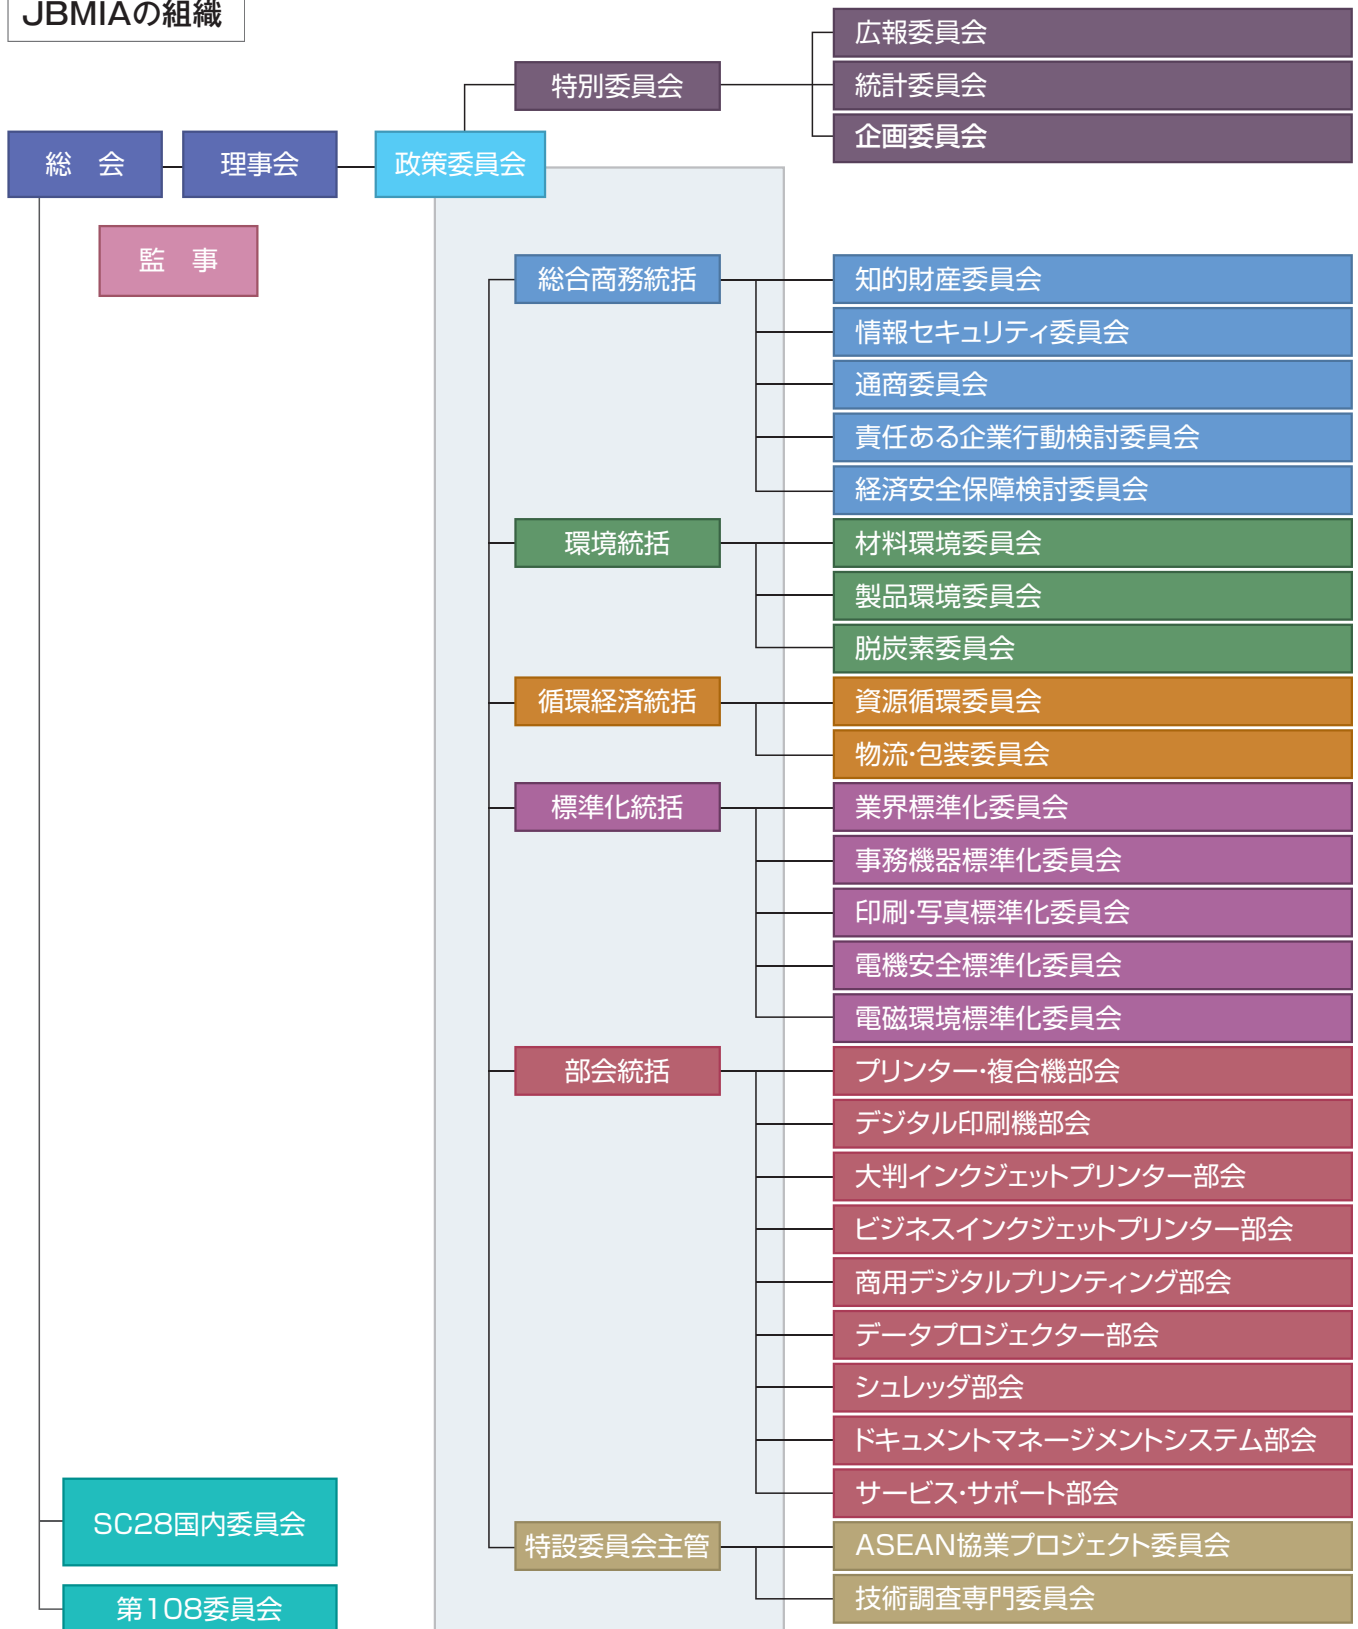 JBMIAの組織
広報委員会
特別委員会
統計委員会
企画委員会
総　会
理事会
政策委員会
監　事
総合商務統括
知的財産委員会
情報セキュリティ委員会
通商委員会
責任ある企業行動検討委員会
経済安全保障検討委員会
環境統括
材料環境委員会
製品環境委員会
脱炭素委員会
循環経済統括
資源循環委員会
物流・包装委員会
標準化統括
業界標準化委員会
事務機器標準化委員会
印刷・写真標準化委員会
電機安全標準化委員会
電磁環境標準化委員会
部会統括
プリンター・複合機部会
デジタル印刷機部会
大判インクジェットプリンター部会
ビジネスインクジェットプリンター部会
商用デジタルプリンティング部会
データプロジェクター部会
シュレッダ部会
ドキュメントマネージメントシステム部会
サービス・サポート部会
SC28国内委員会
特設委員会主管
ASEAN協業プロジェクト委員会
技術調査専門委員会
第108委員会